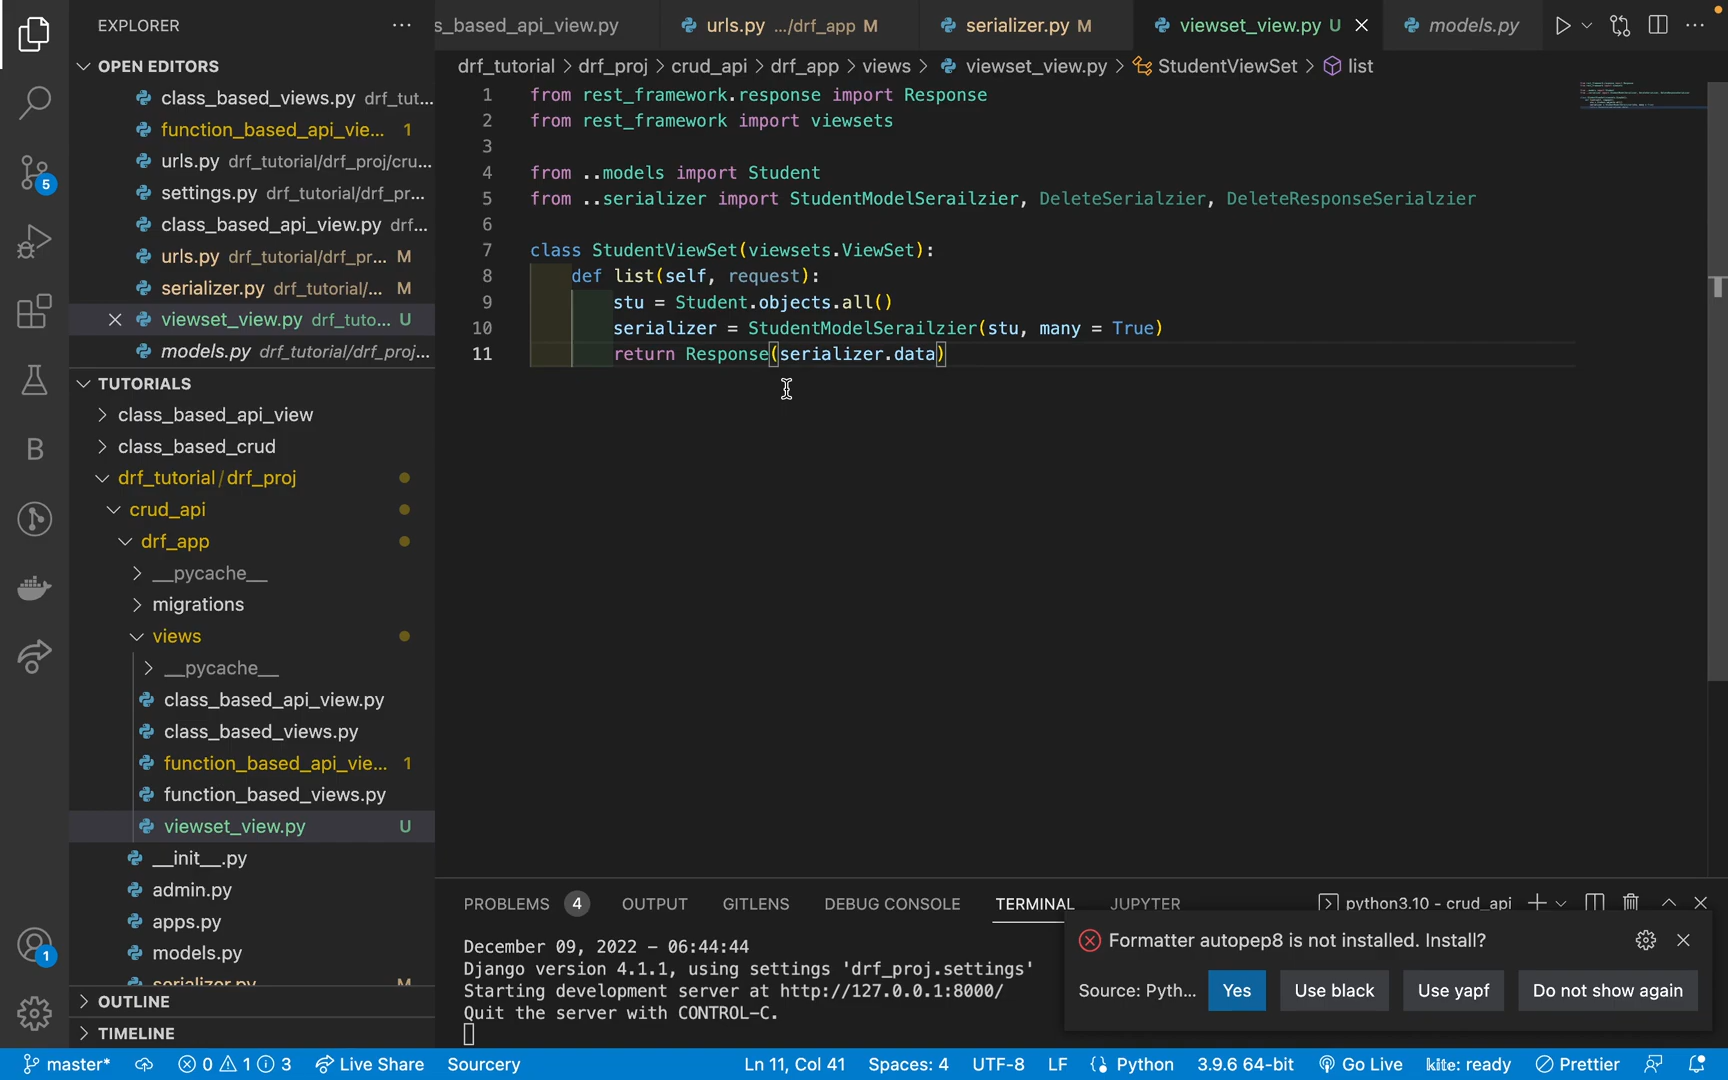 EXPLORER
OPEN EDITORS
class_based_views.py drf_tut...
function_based_api_vie... 1
urls.py drf_tutorial/drf_proj/cru...
settings.py drf_tutorial/drf_pr...
class_based_api_view.py drf...
urls.py drf_tutorial/drf_pr... M
serializer.py drf_tutorial/... M
viewset_view.py drf_tuto... U
models.py drf_tutorial/drf_proj...
TUTORIALS
class_based_api_view
class_based_crud
drf_tutorial / drf_proj
crud_api
drf_app
__pycache__
migrations
views
__pycache__
class_based_api_view.py
class_based_views.py
function_based_api_vie... 1
function_based_views.py
viewset_view.py U
__init__.py
admin.py
apps.py
models.py
serializer.py M
OUTLINE
TIMELINE
5
B
1
s_based_api_view.py urls.py .../drf_app M serializer.py M viewset_view.py U models.py
drf_tutorial > drf_proj > crud_api > drf_app > views > viewset_view.py > StudentViewSet > list
1 from rest_framework.response import Response
2 from rest_framework import viewsets
3
4 from ..models import Student
5 from ..serializer import StudentModelSerailzier, DeleteSerialzier, DeleteResponseSerialzier
6
7 class StudentViewSet(viewsets.ViewSet):
8 def list(self, request):
9 stu = Student.objects.all()
10 serializer = StudentModelSerailzier(stu, many = True)
11 return Response(serializer.data)
PROBLEMS 4 OUTPUT GITLENS DEBUG CONSOLE TERMINAL JUPYTER python3.10 - crud_api
December 09, 2022 - 06:44:44
Django version 4.1.1, using settings 'drf_proj.settings'
Starting development server at http://127.0.0.1:8000/
Quit the server with CONTROL-C.
Formatter autopep8 is not installed. Install?
Source: Pyth... Yes Use black Use yapf Do not show again
master* 0 1 3 Live Share Sourcery Ln 11, Col 41 Spaces: 4 UTF-8 LF Python 3.9.6 64-bit Go Live kite: ready Prettier